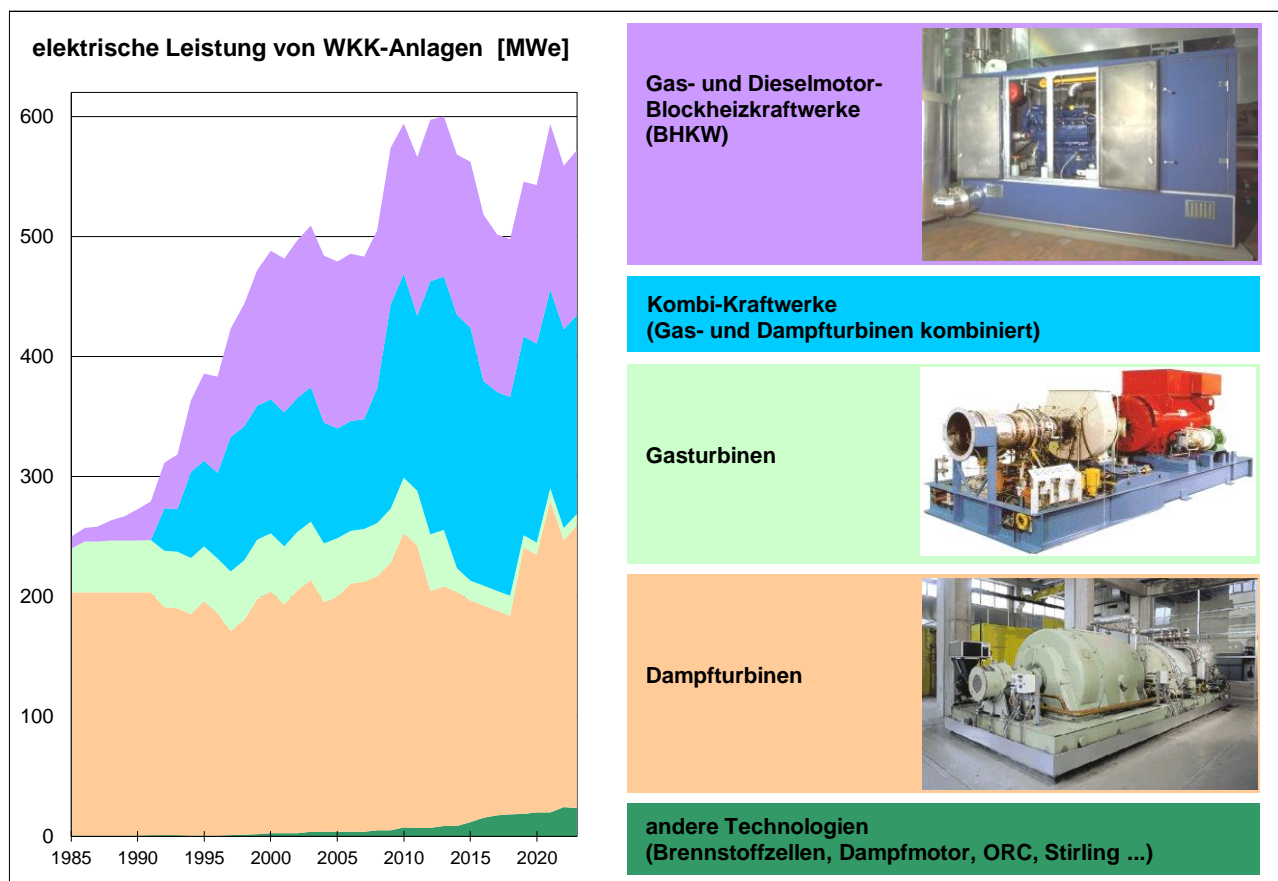 elektrische Leistung von WKK-Anlagen [MWe]
600
500
400
300
200
100
0
1985 1990 1995 2000 2005 2010 2015 2020
Gas- und Dieselmotor-
Blockheizkraftwerke
(BHKW)
Kombi-Kraftwerke
(Gas- und Dampfturbinen kombiniert)
Gasturbinen
Dampfturbinen
andere Technologien
(Brennstoffzellen, Dampfmotor, ORC, Stirling ...)